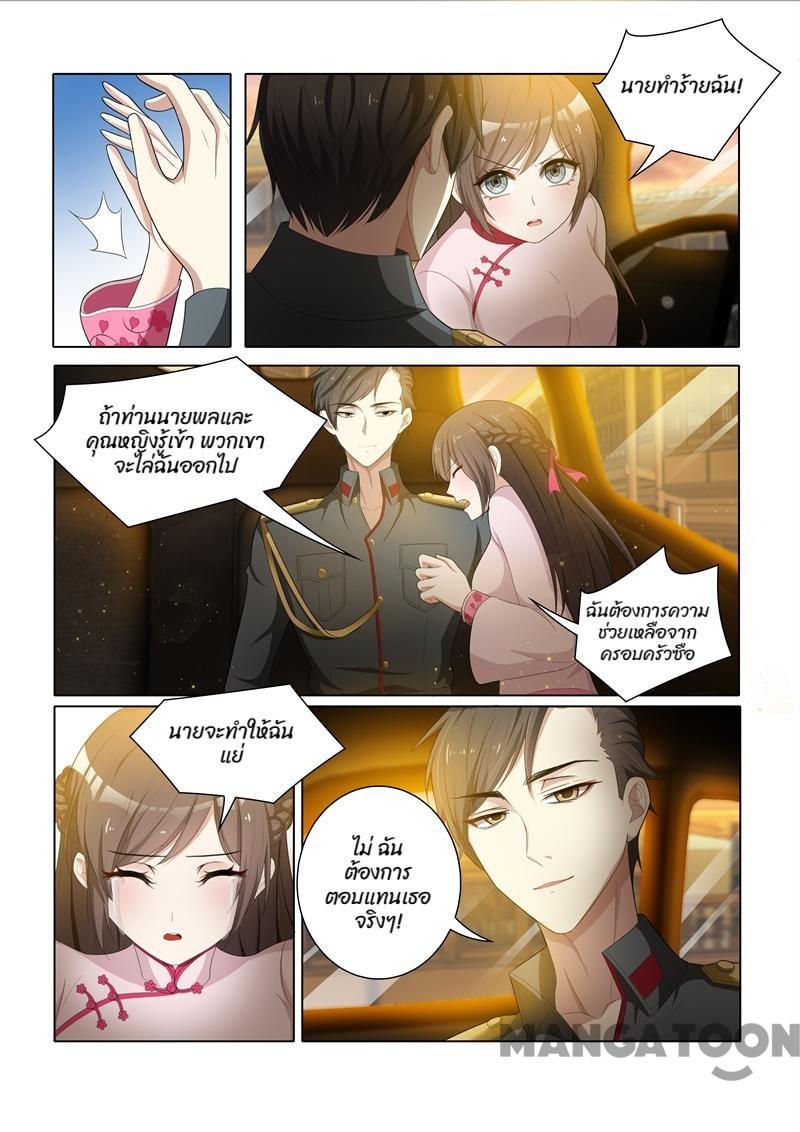 นายทำร้ายฉัน!
ถ้าท่านนายพลและ
คุณหญิงรู้เข้า พวกเขา
จะไล่ฉันออกไป
ฉันต้องการความ
ช่วยเหลือจาก
ครอบครัวซือ
นายจะทำให้ฉัน
แย่
ไม่ ฉัน
ต้องการ
ตอบแทนเธอ
จริงๆ!
MANGATOON